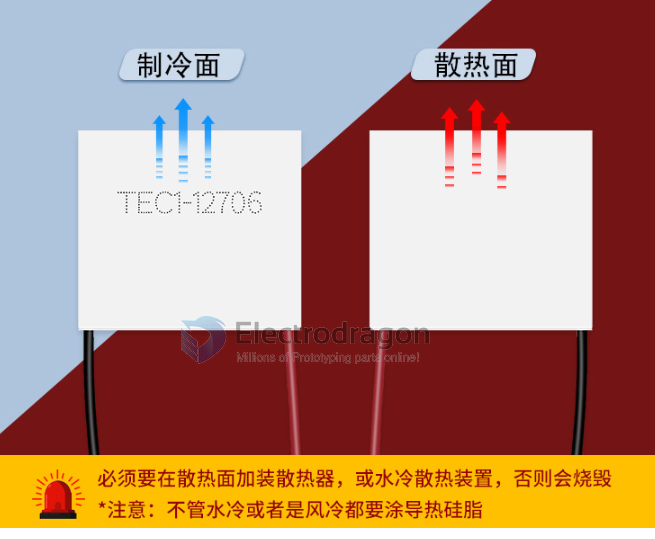 制冷面
散热面
TEC1-12706
Electrodragon
Millions of Prototyping parts online!
必须要在散热面加装散热器，或水冷散热装置，否则会烧毁
*注意：不管水冷或者是风冷都要涂导热硅脂